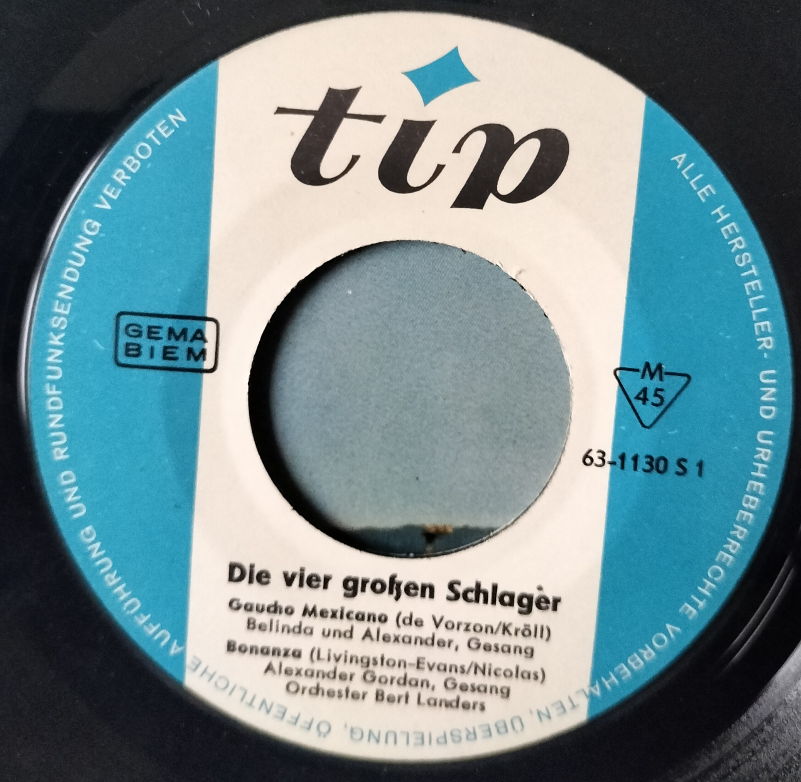 tip
ALLE HERSTELLER- UND URHEBERRECHTE VORBEHALTEN, ÜBERSPIELUNG, ÖFFENTLICHE AUFFÜHRUNG UND RUNDFUNKSENDUNG VERBOTEN
GEMA
BIEM
M
45
63-1130 S 1
Die vier großen Schlager
Gaucho Mexicano (de Vorzon/Kröll)
Belinda und Alexander, Gesang
Bonanza (Livingston-Evans/Nicolas)
Alexander Gordan, Gesang
Orchester Bert Landers